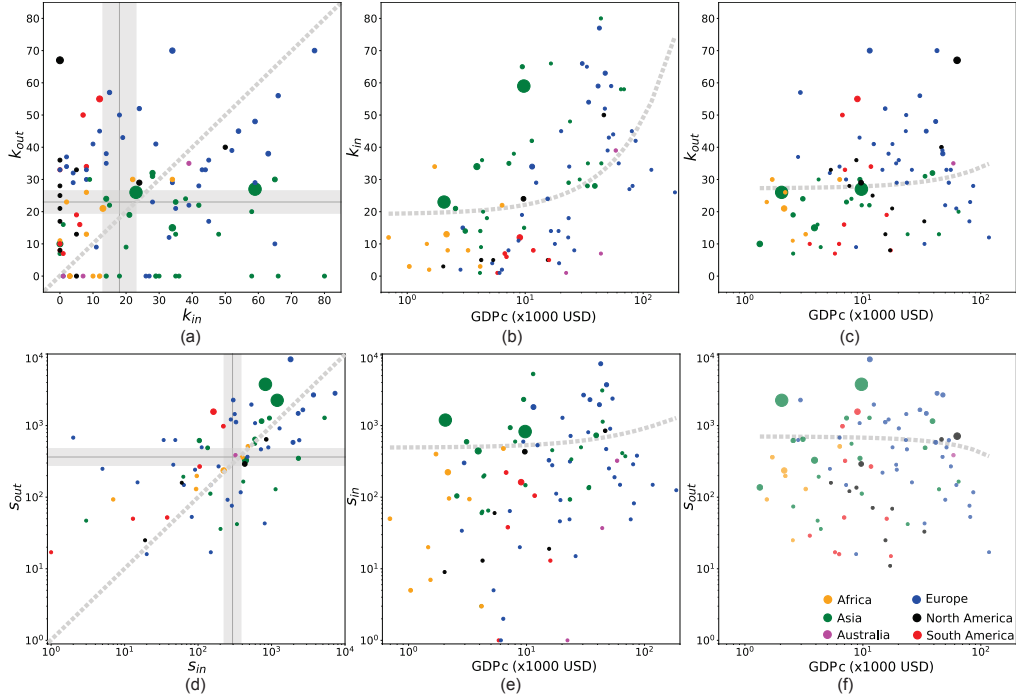 80
70
60
50
40
30
20
10
0
k_out
0 10 20 30 40 50 60 70 80
k_in
(a)
80
70
60
50
40
30
20
10
0
k_in
10^0 10^1 10^2
GDPc (x1000 USD)
(b)
80
70
60
50
40
30
20
10
0
k_out
10^0 10^1 10^2
GDPc (x1000 USD)
(c)
10^4
10^3
10^2
10^1
10^0
s_out
10^0 10^1 10^2 10^3 10^4
s_in
(d)
10^4
10^3
10^2
10^1
10^0
s_in
10^0 10^1 10^2
GDPc (x1000 USD)
(e)
10^4
10^3
10^2
10^1
10^0
s_out
Africa
Asia
Australia
Europe
North America
South America
10^0 10^1 10^2
GDPc (x1000 USD)
(f)